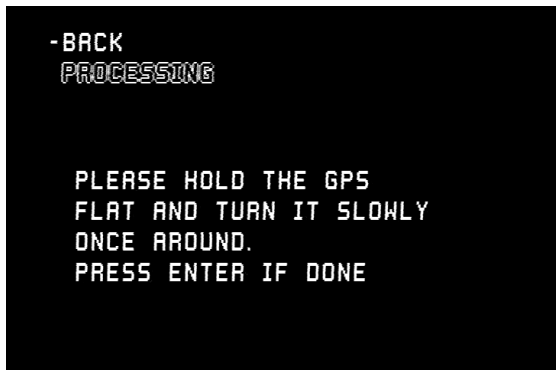 -BACK
PROCESSING
PLEASE HOLD THE GPS
FLAT AND TURN IT SLOWLY
ONCE AROUND.
PRESS ENTER IF DONE